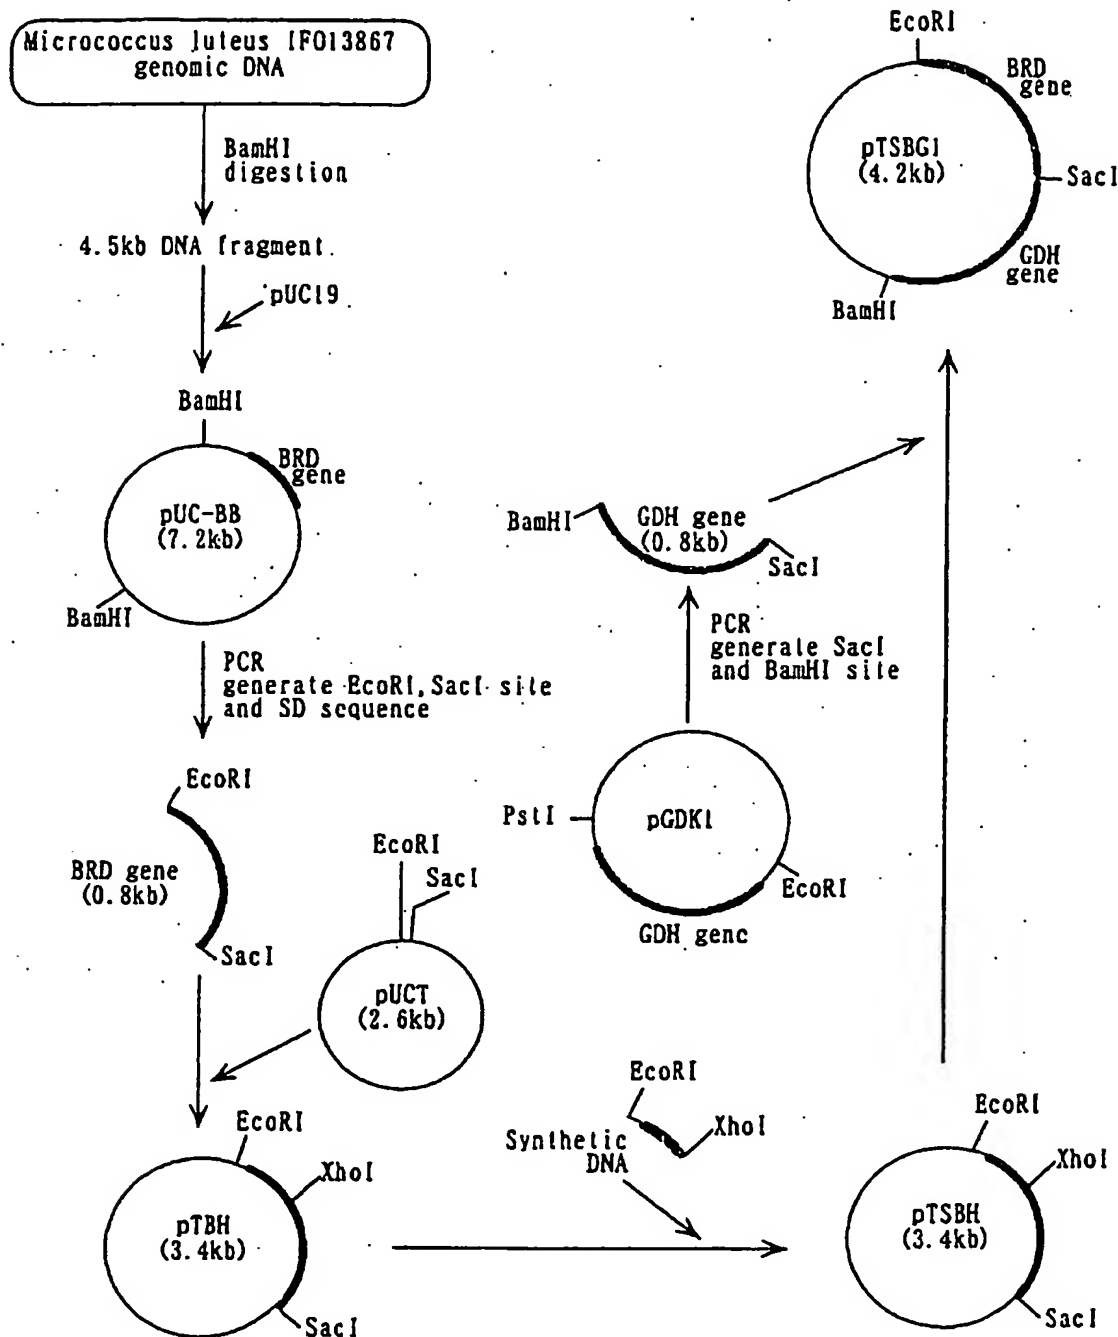 Micrococcus luteus IFO13867
genomic DNA
BamHI
digestion
4.5kb DNA fragment
pUC19
BamHI
BRD
gene
pUC-BB
(7.2kb)
BamHI
PCR
generate EcoRI, SacI site
and SD sequence
EcoRI
BRD gene
(0.8kb)
SacI
EcoRI
SacI
pUCT
(2.6kb)
EcoRI
XhoI
pTBH
(3.4kb)
SacI
EcoRI
XhoI
Synthetic
DNA
EcoRI
XhoI
pTSBH
(3.4kb)
SacI
PstI
pGDK1
EcoRI
GDH gene
PCR
generate SacI
and BamHI site
BamHI
GDH gene
(0.8kb)
SacI
EcoRI
BRD
gene
pTSBG1
(4.2kb)
SacI
GDH
gene
BamHI